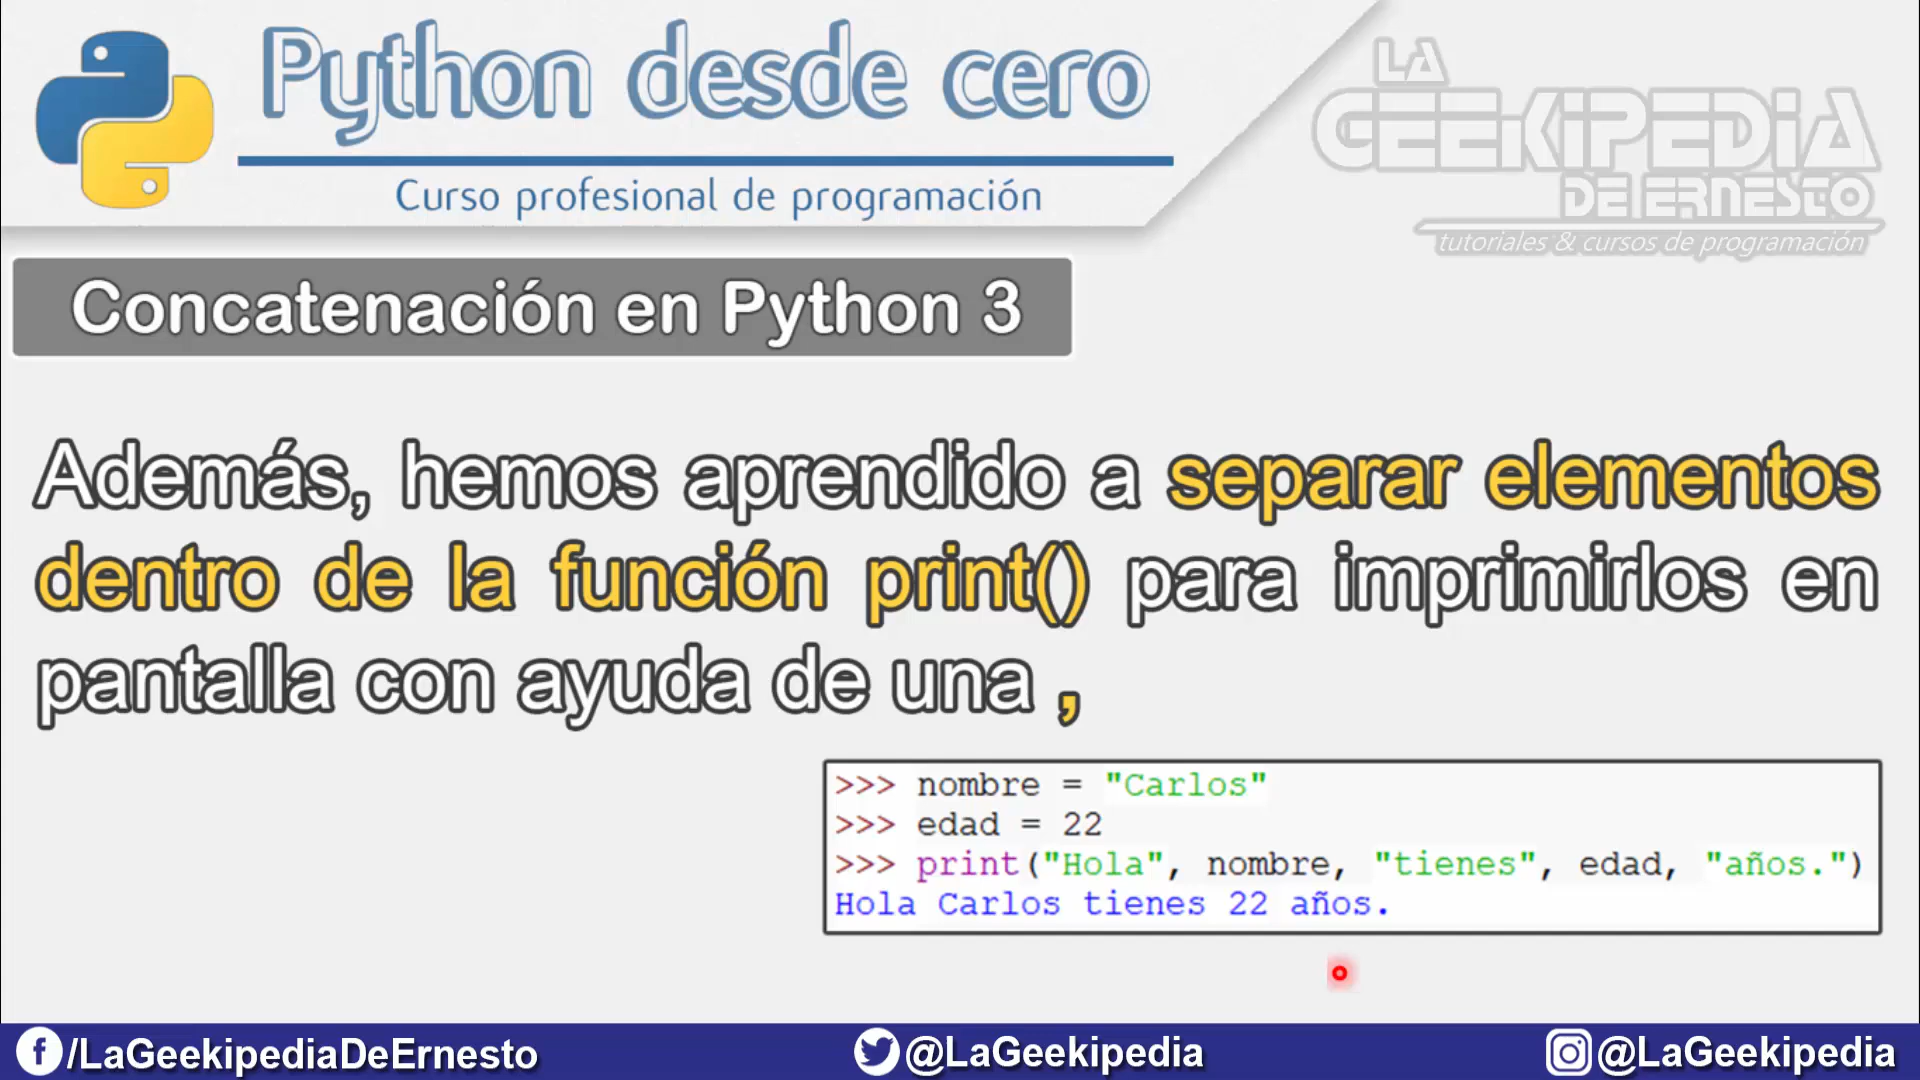 Python desde cero
Curso profesional de programación
LA
GEEKIPEDIA
DE ERNESTO
tutoriales & cursos de programación
Concatenación en Python 3
Además, hemos aprendido a separar elementos
dentro de la función print() para imprimirlos en
pantalla con ayuda de una ,
>>> nombre = "Carlos"
>>> edad = 22
>>> print("Hola", nombre, "tienes", edad, "años.")
Hola Carlos tienes 22 años.
/LaGeekipediaDeErnesto
@LaGeekipedia
@LaGeekipedia